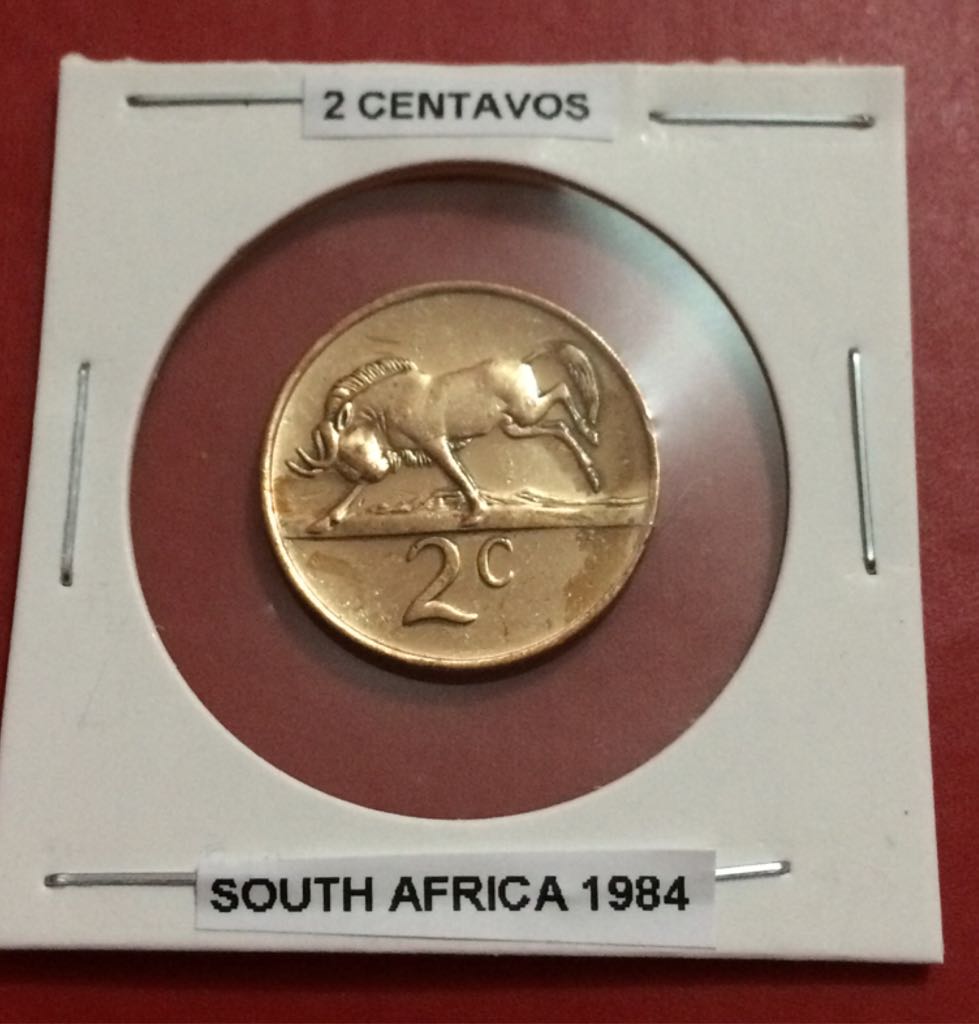 2 CENTAVOS
2c
SOUTH AFRICA 1984